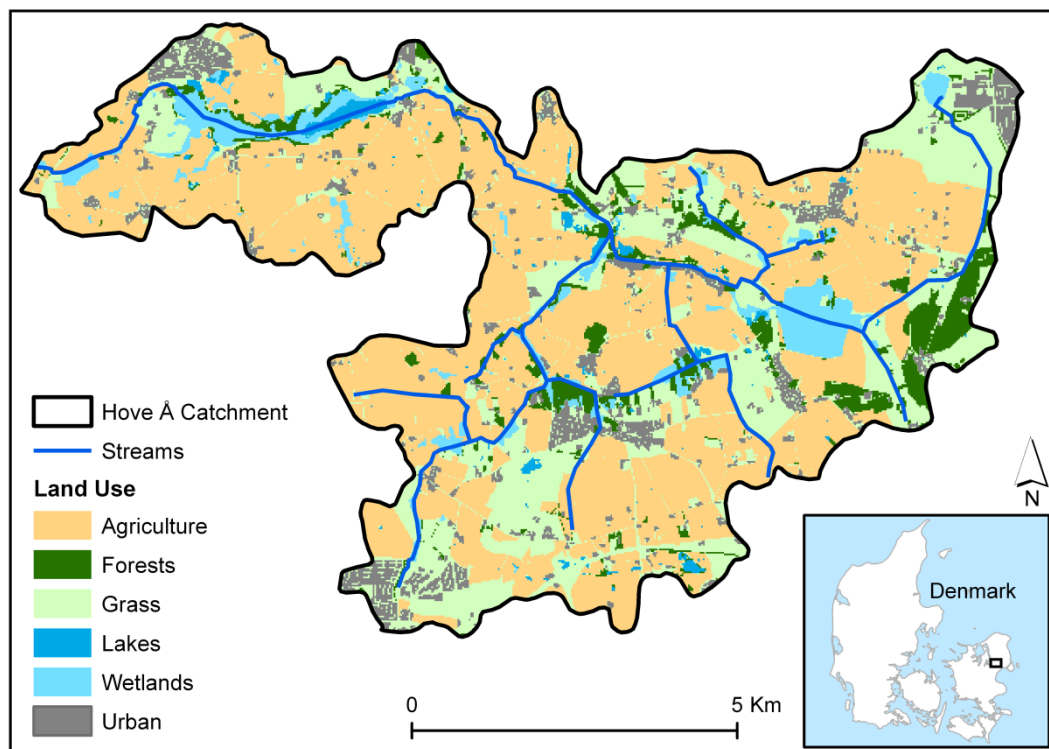 Hove Å Catchment
Streams
Land Use
Agriculture
Forests
Grass
Lakes
Wetlands
Urban
0 5 Km
N
Denmark